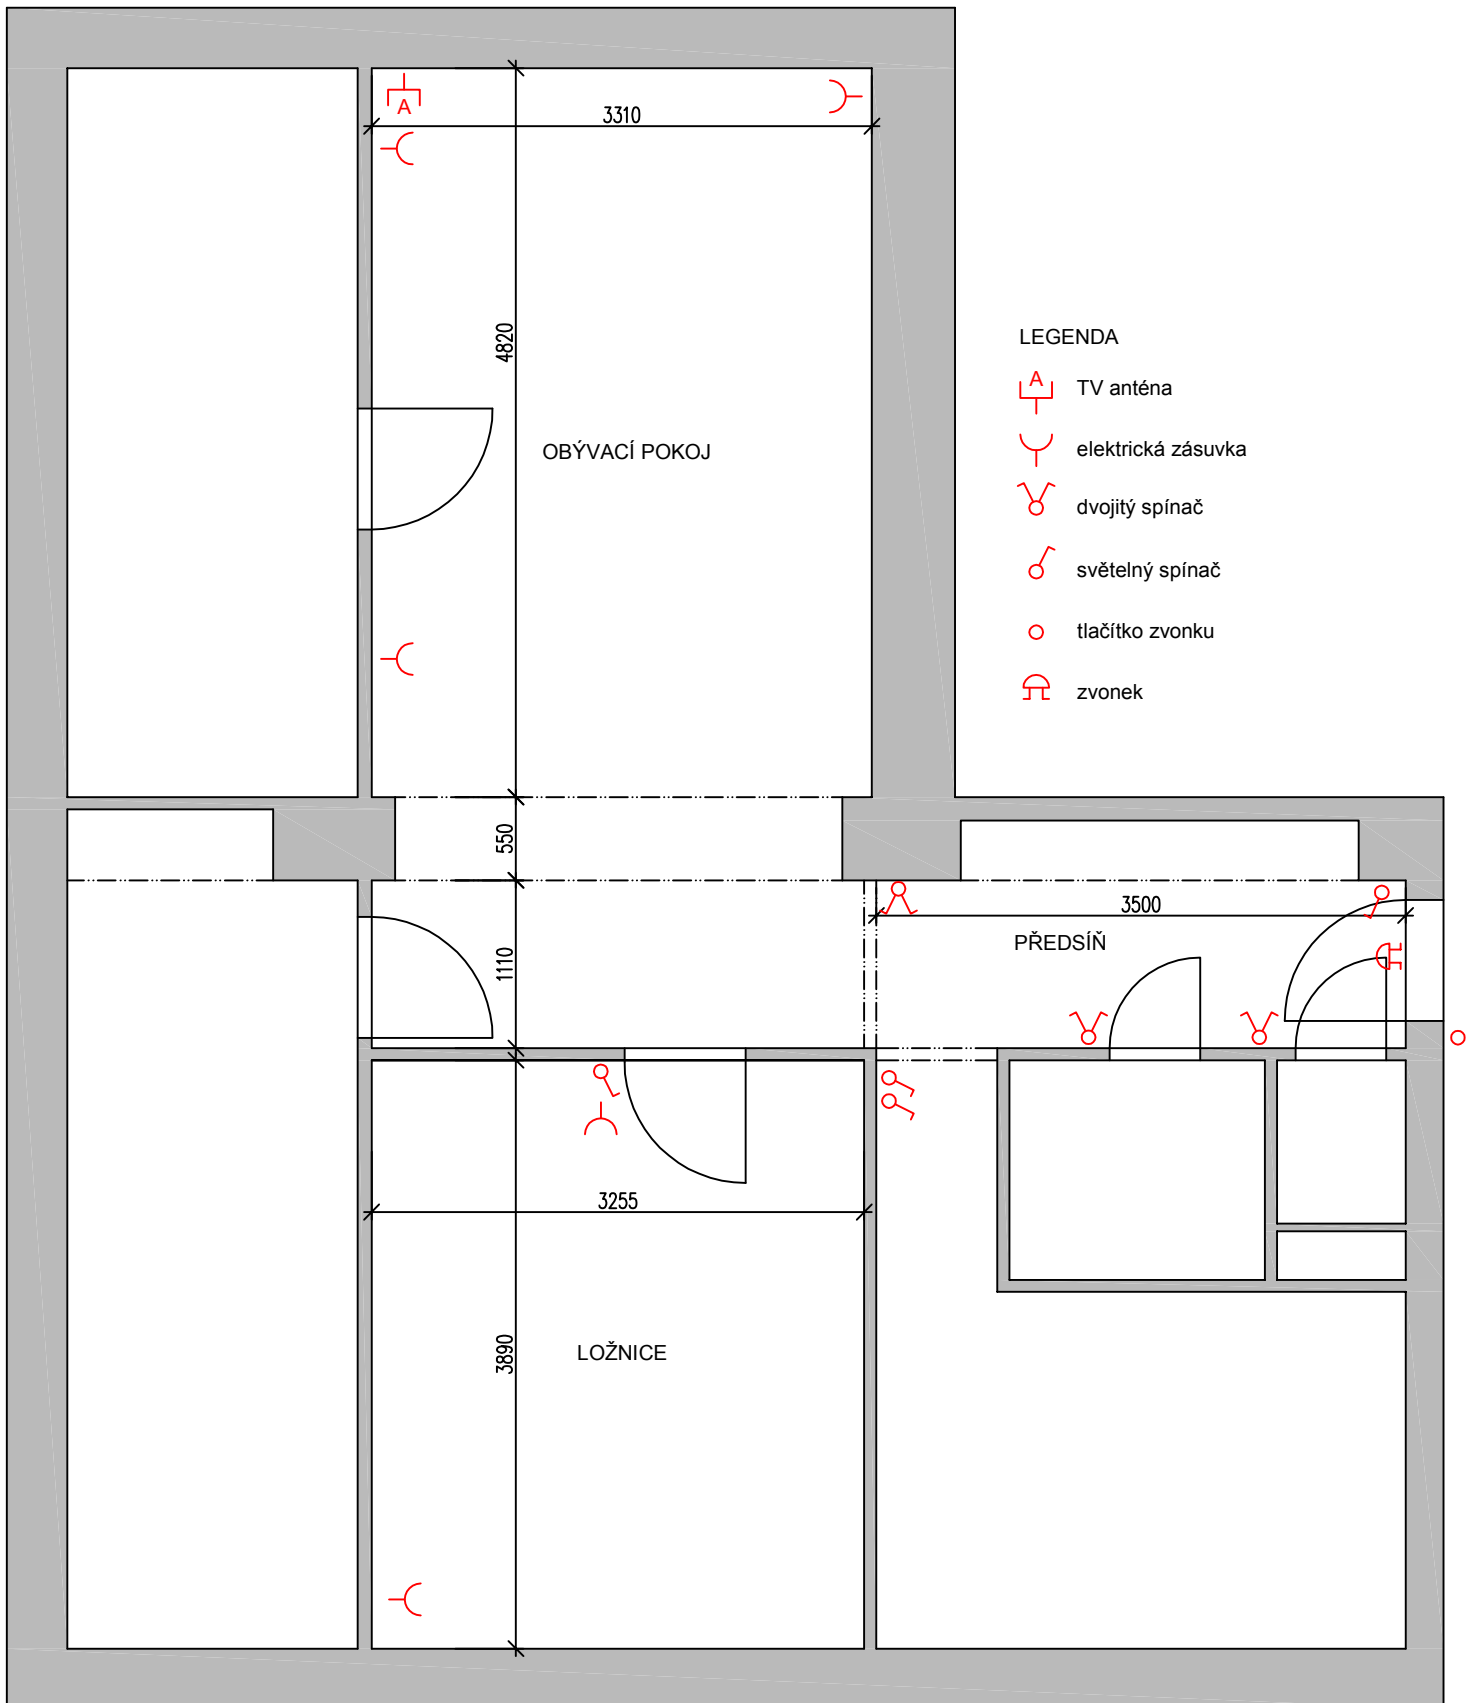 A
3310
4820
OBÝVACÍ POKOJ
LEGENDA
A TV anténa
elektrická zásuvka
dvojitý spínač
světelný spínač
tlačítko zvonku
zvonek
550
3500
PŘEDSÍŇ
1110
3255
3890
LOŽNICE